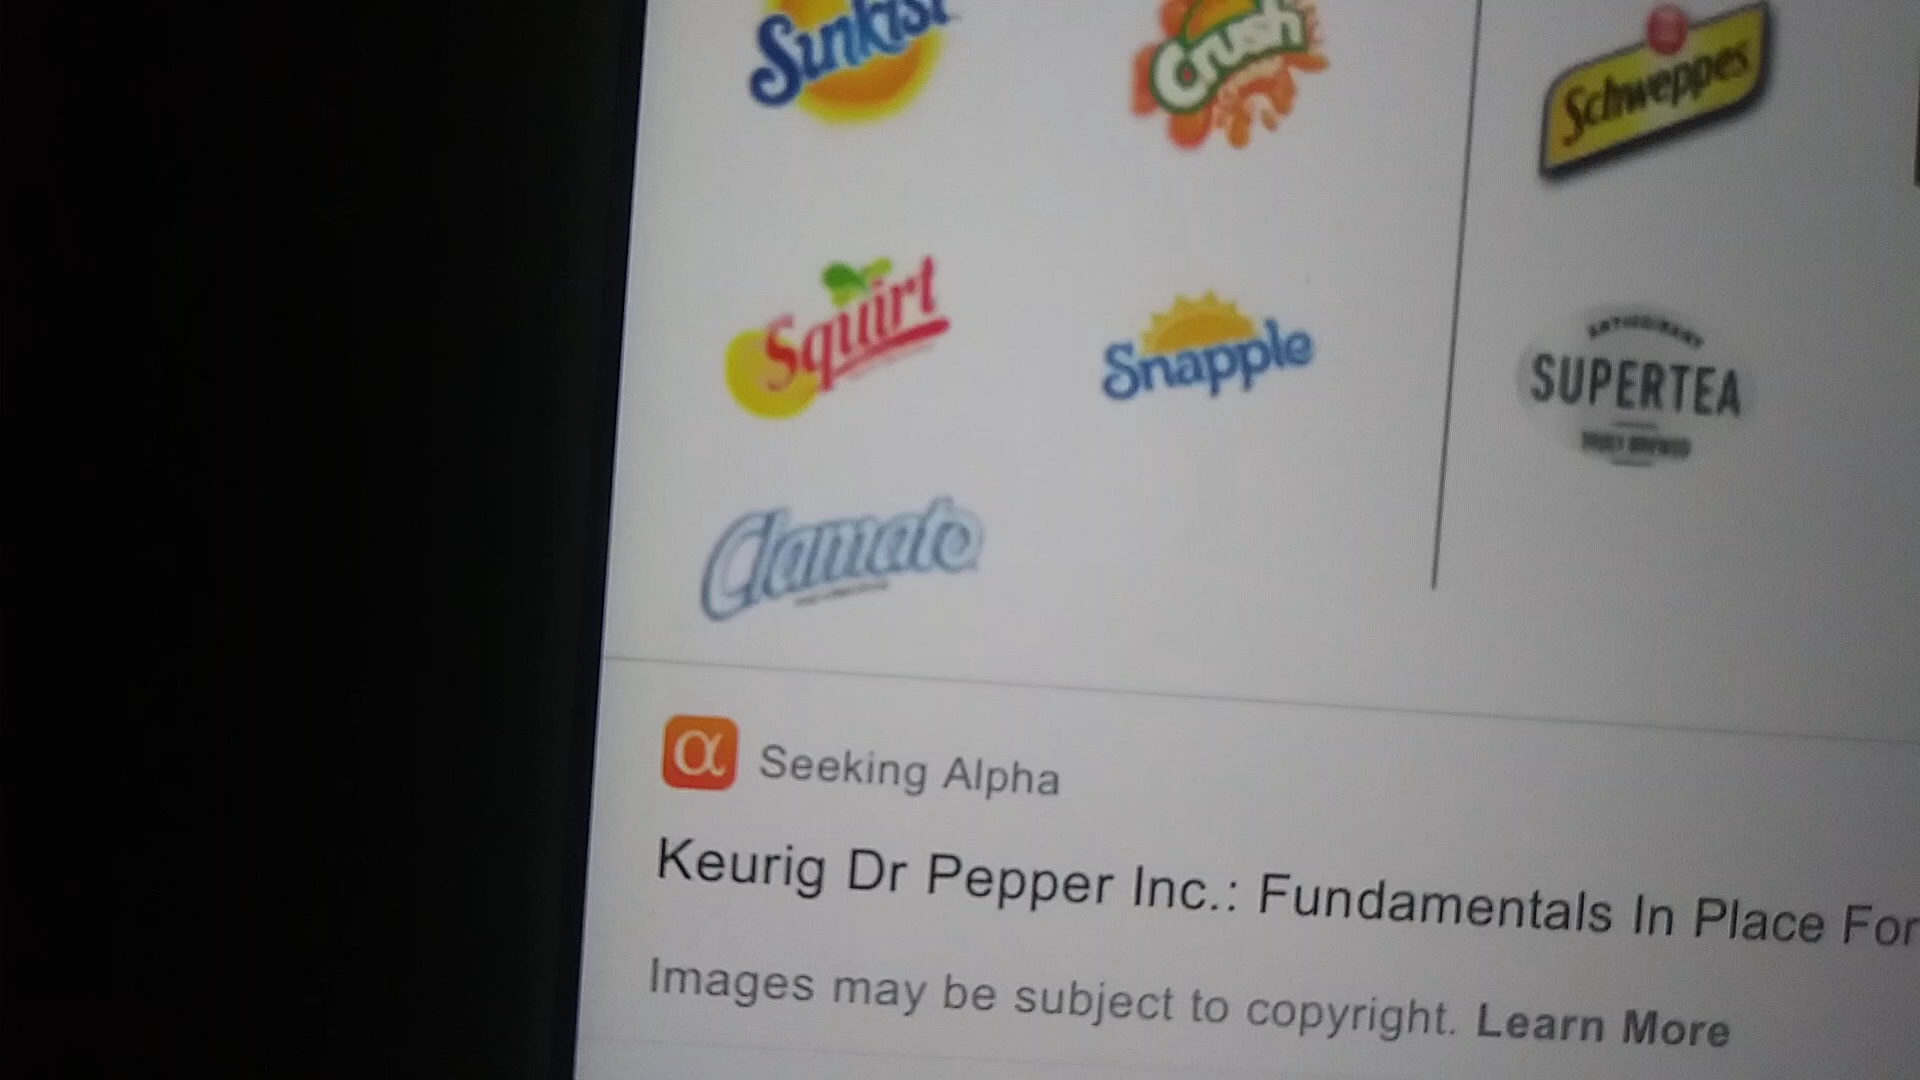 Sunkist
Crush
Schweppes
Squirt
Snapple
SUPERTEA
Clamato
α Seeking Alpha
Keurig Dr Pepper Inc.: Fundamentals In Place For
Images may be subject to copyright. Learn More